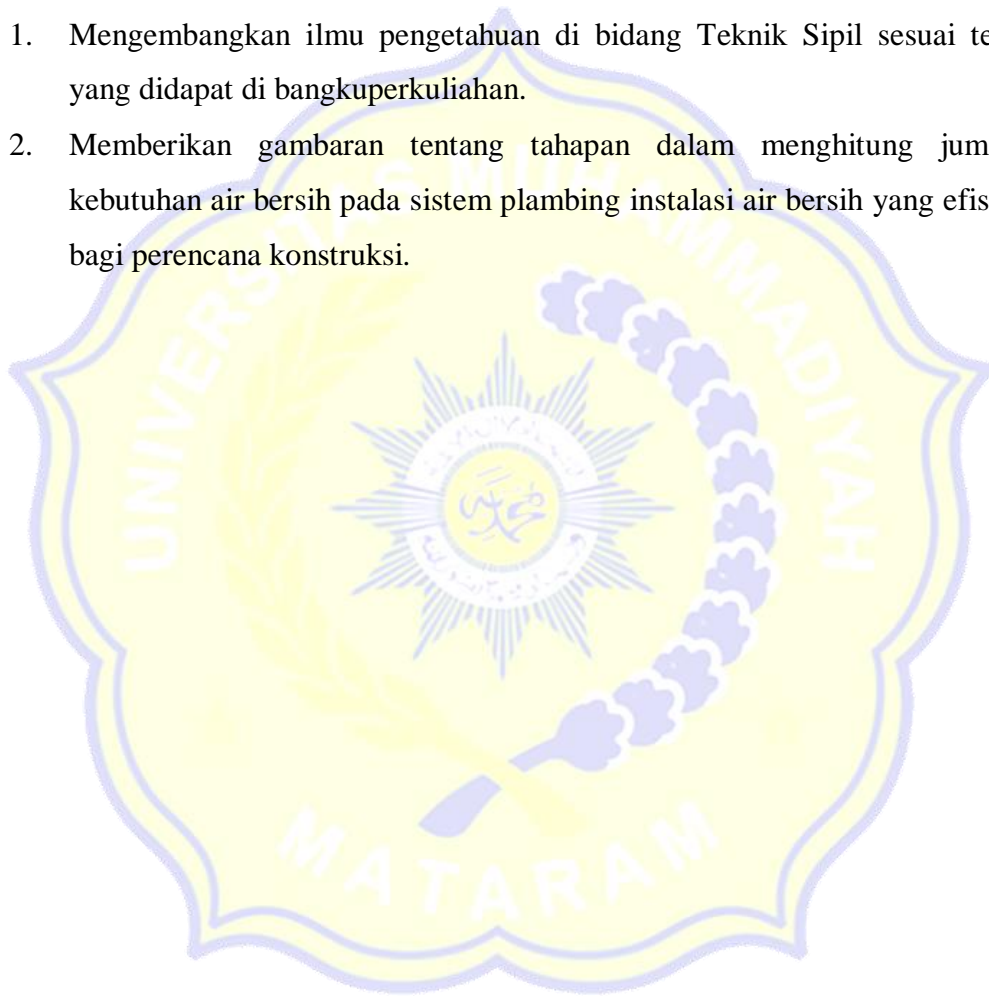 1. Mengembangkan ilmu pengetahuan di bidang Teknik Sipil sesuai te
yang didapat di bangkuperkuliahan.
2. Memberikan gambaran tentang tahapan dalam menghitung jum
kebutuhan air bersih pada sistem plambing instalasi air bersih yang efis
bagi perencana konstruksi.
UNIVERSITAS MUHAMMADIYAH
MATARAM